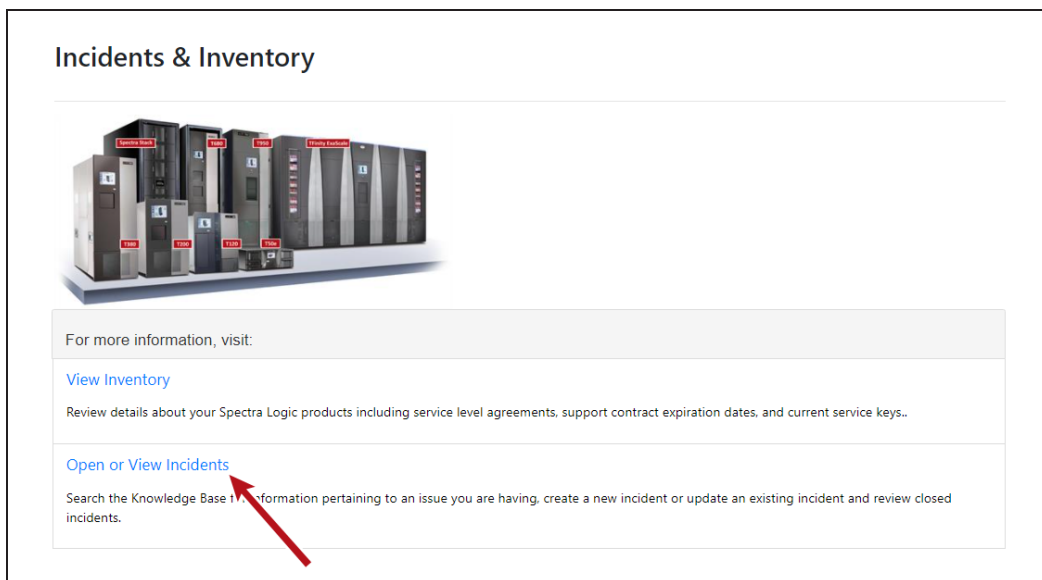 Incidents & Inventory
Spectra Stack
T680
T950
TFinity ExaScale
T380
T200
T120
T50e
For more information, visit:
View Inventory
Review details about your Spectra Logic products including service level agreements, support contract expiration dates, and current service keys..
Open or View Incidents
Search the Knowledge Base information pertaining to an issue you are having, create a new incident or update an existing incident and review closed
incidents.